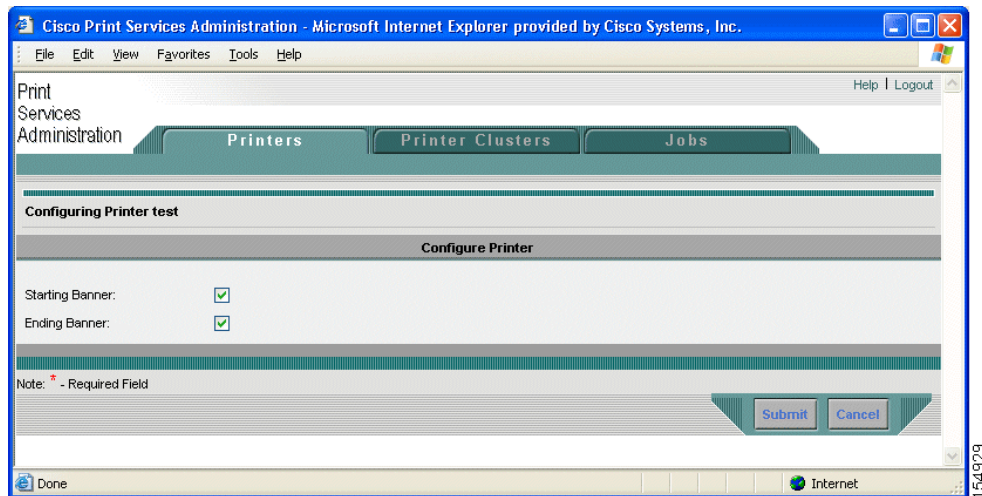 Cisco Print Services Administration - Microsoft Internet Explorer provided by Cisco Systems, Inc.
File Edit View Favorites Tools Help
Help | Logout
Print
Services
Administration
Printers Printer Clusters Jobs
Configuring Printer test
Configure Printer
Starting Banner:
Ending Banner:
Note: * - Required Field
Submit Cancel
Done Internet
154929